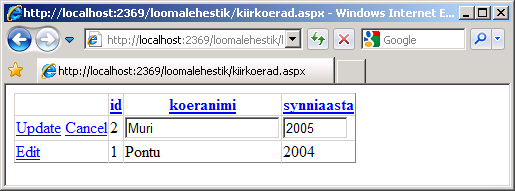 http://localhost:2369/loomalehestik/kiirkoerad.aspx - Windows Internet E...
http://localhost:2369/loomalehestik/l
Google
http://localhost:2369/loomalehestik/kiirkoerad.aspx
id koeranimi synniaasta
Update Cancel 2 Muri 2005
Edit 1 Pontu 2004